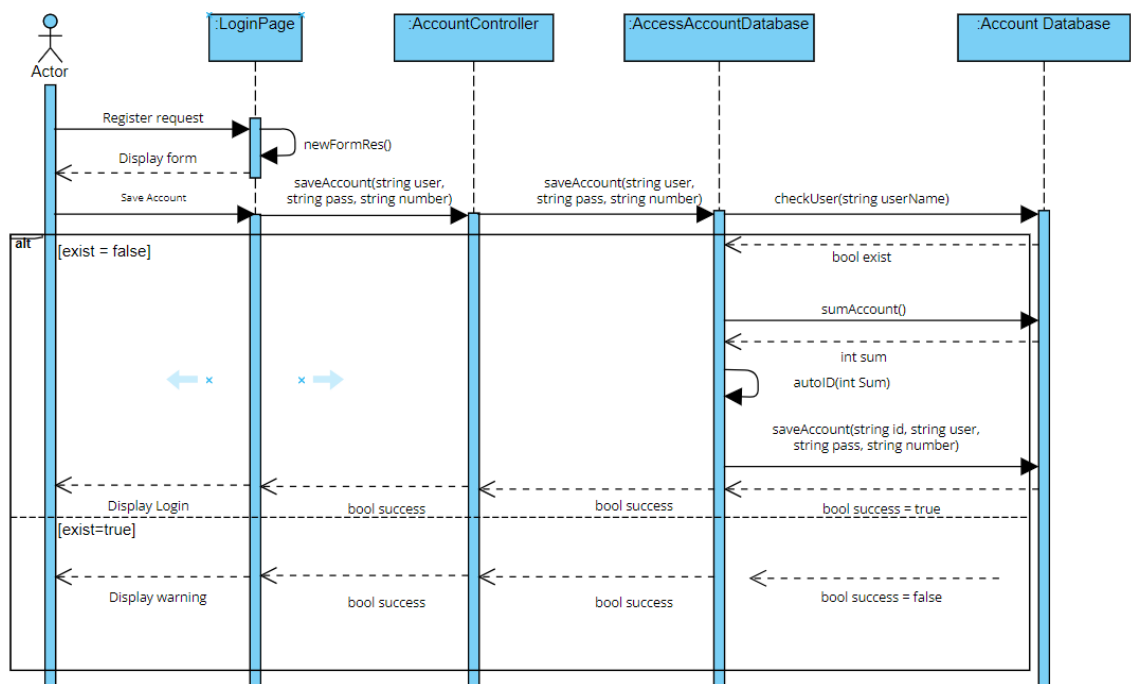 :LoginPage
:AccountController
:AccessAccountDatabase
:Account Database
Actor
Register request
newFormRes()
Display form
Save Account
saveAccount(string user,
string pass, string number)
saveAccount(string user,
string pass, string number)
checkUser(string userName)
alt
[exist = false]
bool exist
sumAccount()
int sum
autoID(int Sum)
saveAccount(string id, string user,
string pass, string number)
Display Login
bool success
bool success
bool success = true
[exist=true]
Display warning
bool success
bool success
bool success = false